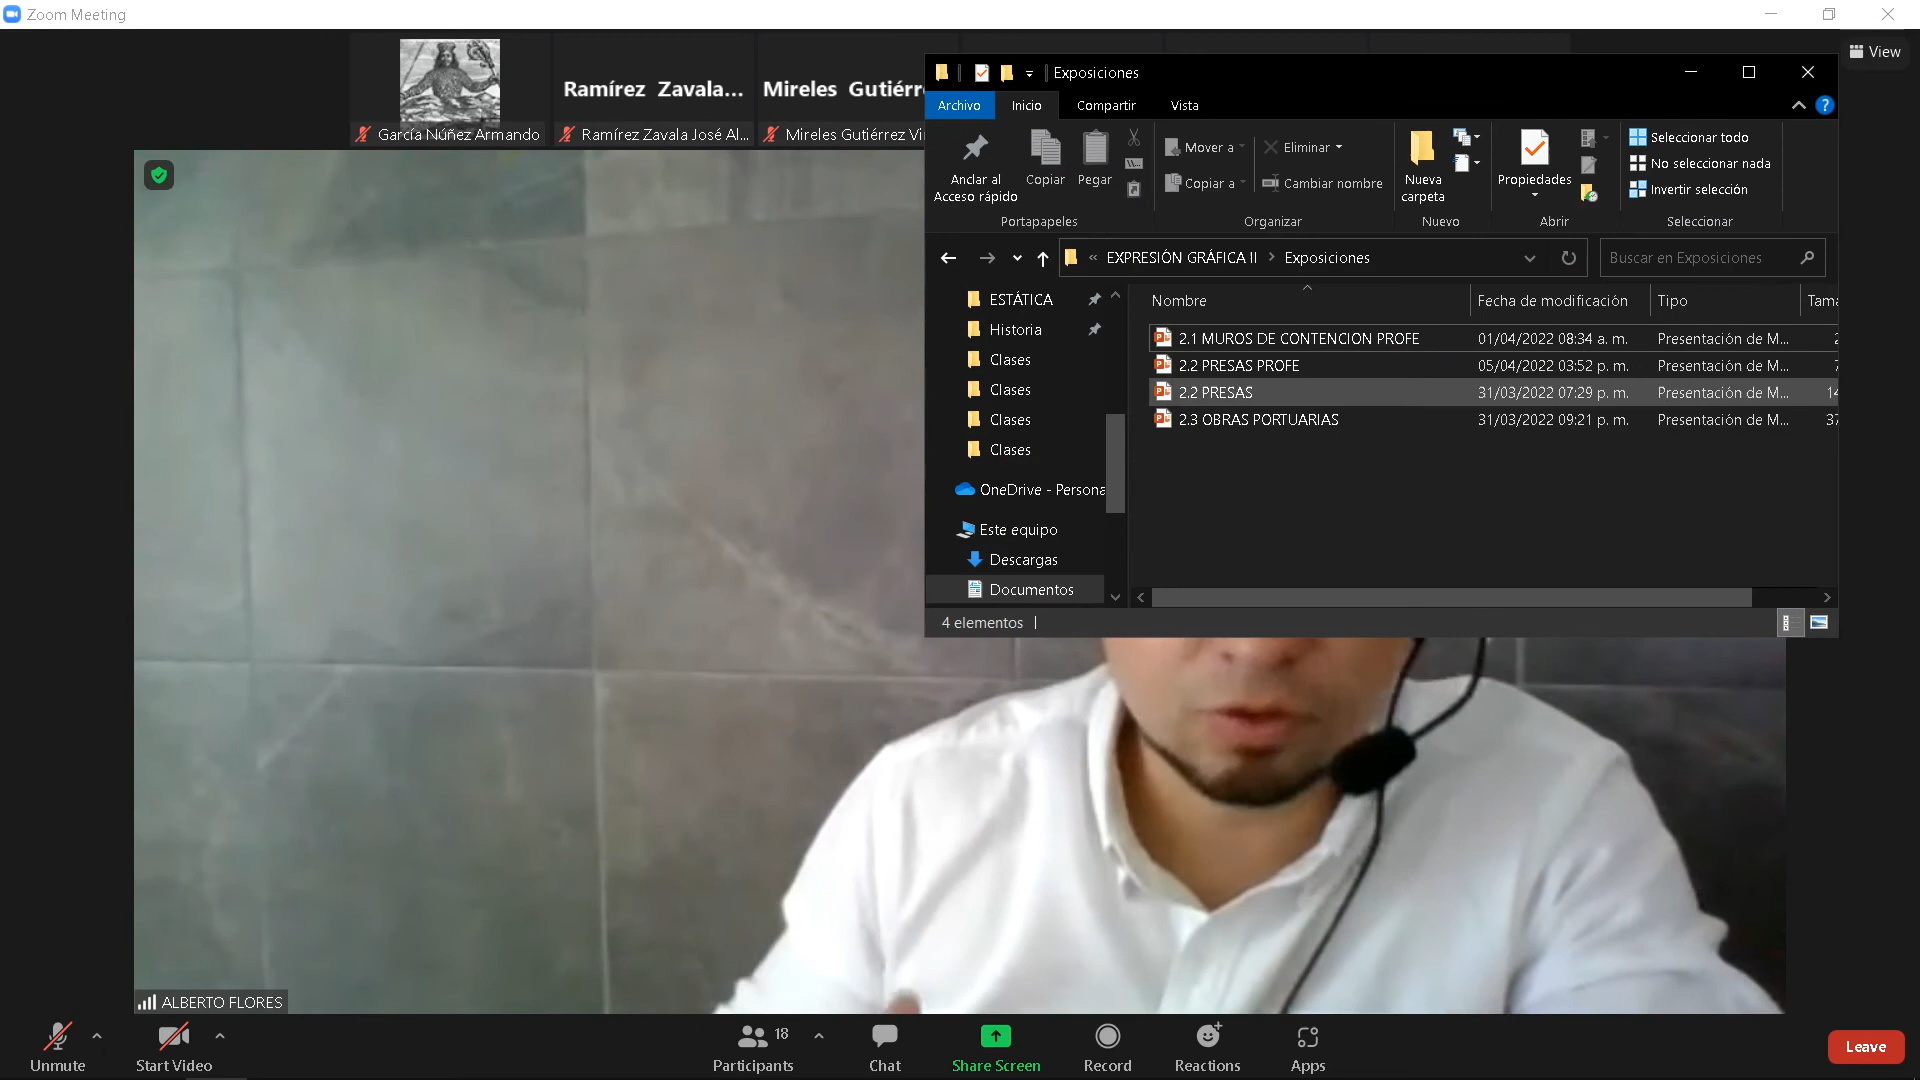 Zoom Meeting
View
Ramírez Zavala...
Mireles Gutiérr
García Núñez Armando
Ramírez Zavala José Al...
Mireles Gutiérrez Vi
Exposiciones
Archivo
Inicio
Compartir
Vista
Anclar al
Acceso rápido
Copiar
Pegar
Portapapeles
Mover a
Copiar a
Eliminar
Cambiar nombre
Organizar
Nueva
carpeta
Nuevo
Propiedades
Abrir
Seleccionar todo
No seleccionar nada
Invertir selección
Seleccionar
« EXPRESIÓN GRÁFICA II > Exposiciones
Buscar en Exposiciones
ESTÁTICA
Historia
Clases
Clases
Clases
Clases
OneDrive - Persona
Este equipo
Descargas
Documentos
Nombre Fecha de modificación Tipo Tama
2.1 MUROS DE CONTENCION PROFE 01/04/2022 08:34 a. m. Presentación de M... 2
2.2 PRESAS PROFE 05/04/2022 03:52 p. m. Presentación de M... 7
2.2 PRESAS 31/03/2022 07:29 p. m. Presentación de M... 14
2.3 OBRAS PORTUARIAS 31/03/2022 09:21 p. m. Presentación de M... 37
4 elementos
ALBERTO FLORES
Unmute
Start Video
Participants
18
Chat
Share Screen
Record
Reactions
Apps
Leave